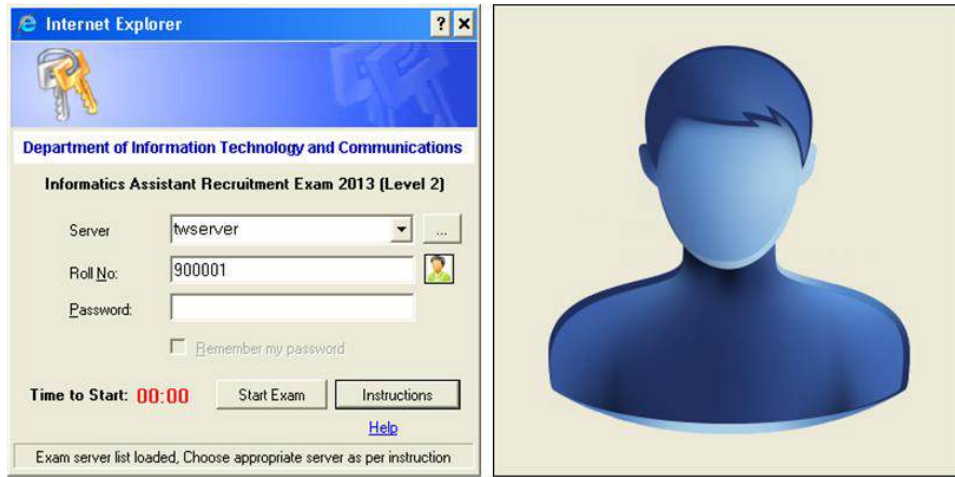 Internet Explorer
Department of Information Technology and Communications
Informatics Assistant Recruitment Exam 2013 (Level 2)
Server twserver ...
Roll No: 900001
Password:
Remember my password
Time to Start: 00:00 Start Exam Instructions
Help
Exam server list loaded, Choose appropriate server as per instruction